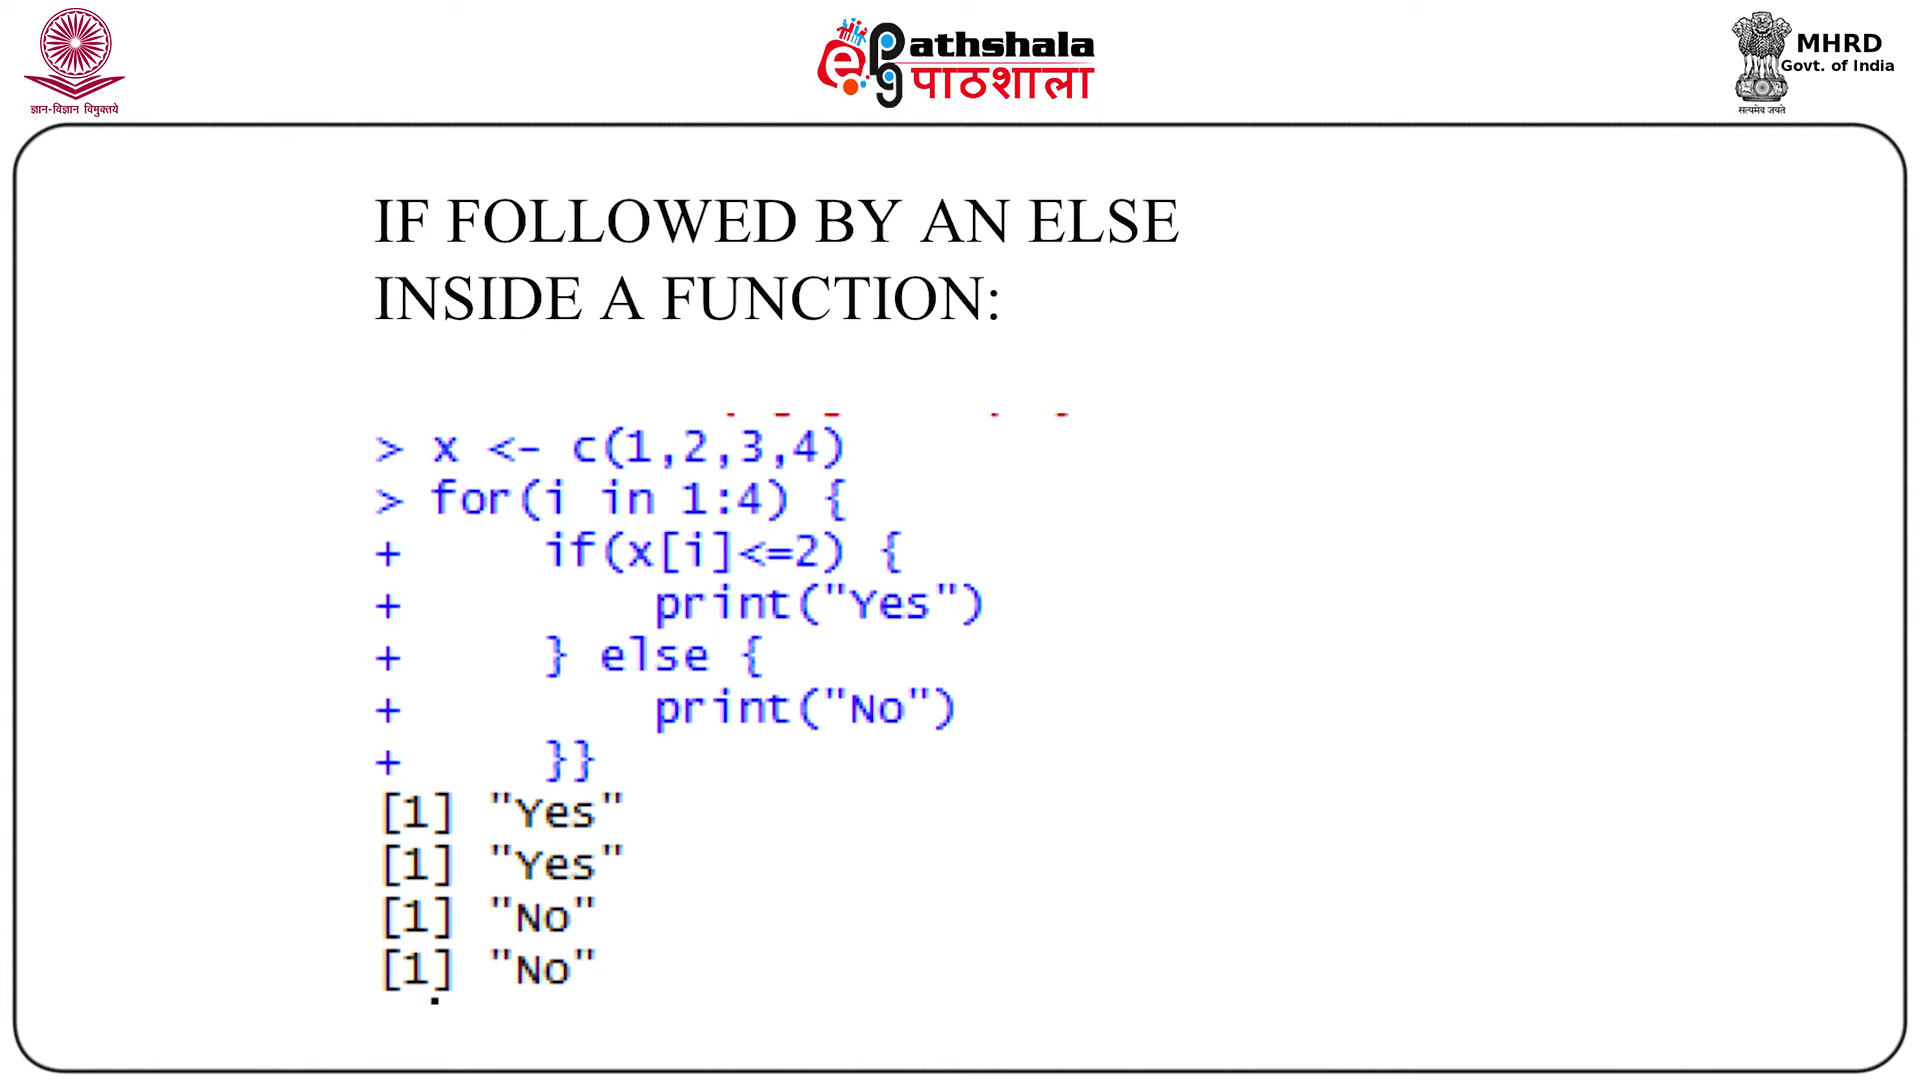 ज्ञान-विज्ञान विमुक्तये
ePG Pathshala
पाठशाला
MHRD
Govt. of India
सत्यमेव जयते
IF FOLLOWED BY AN ELSE
INSIDE A FUNCTION:
> x <- c(1,2,3,4)
> for(i in 1:4) {
+ if(x[i]<=2) {
+ print("Yes")
+ } else {
+ print("No")
+ }}
[1] "Yes"
[1] "Yes"
[1] "No"
[1] "No"